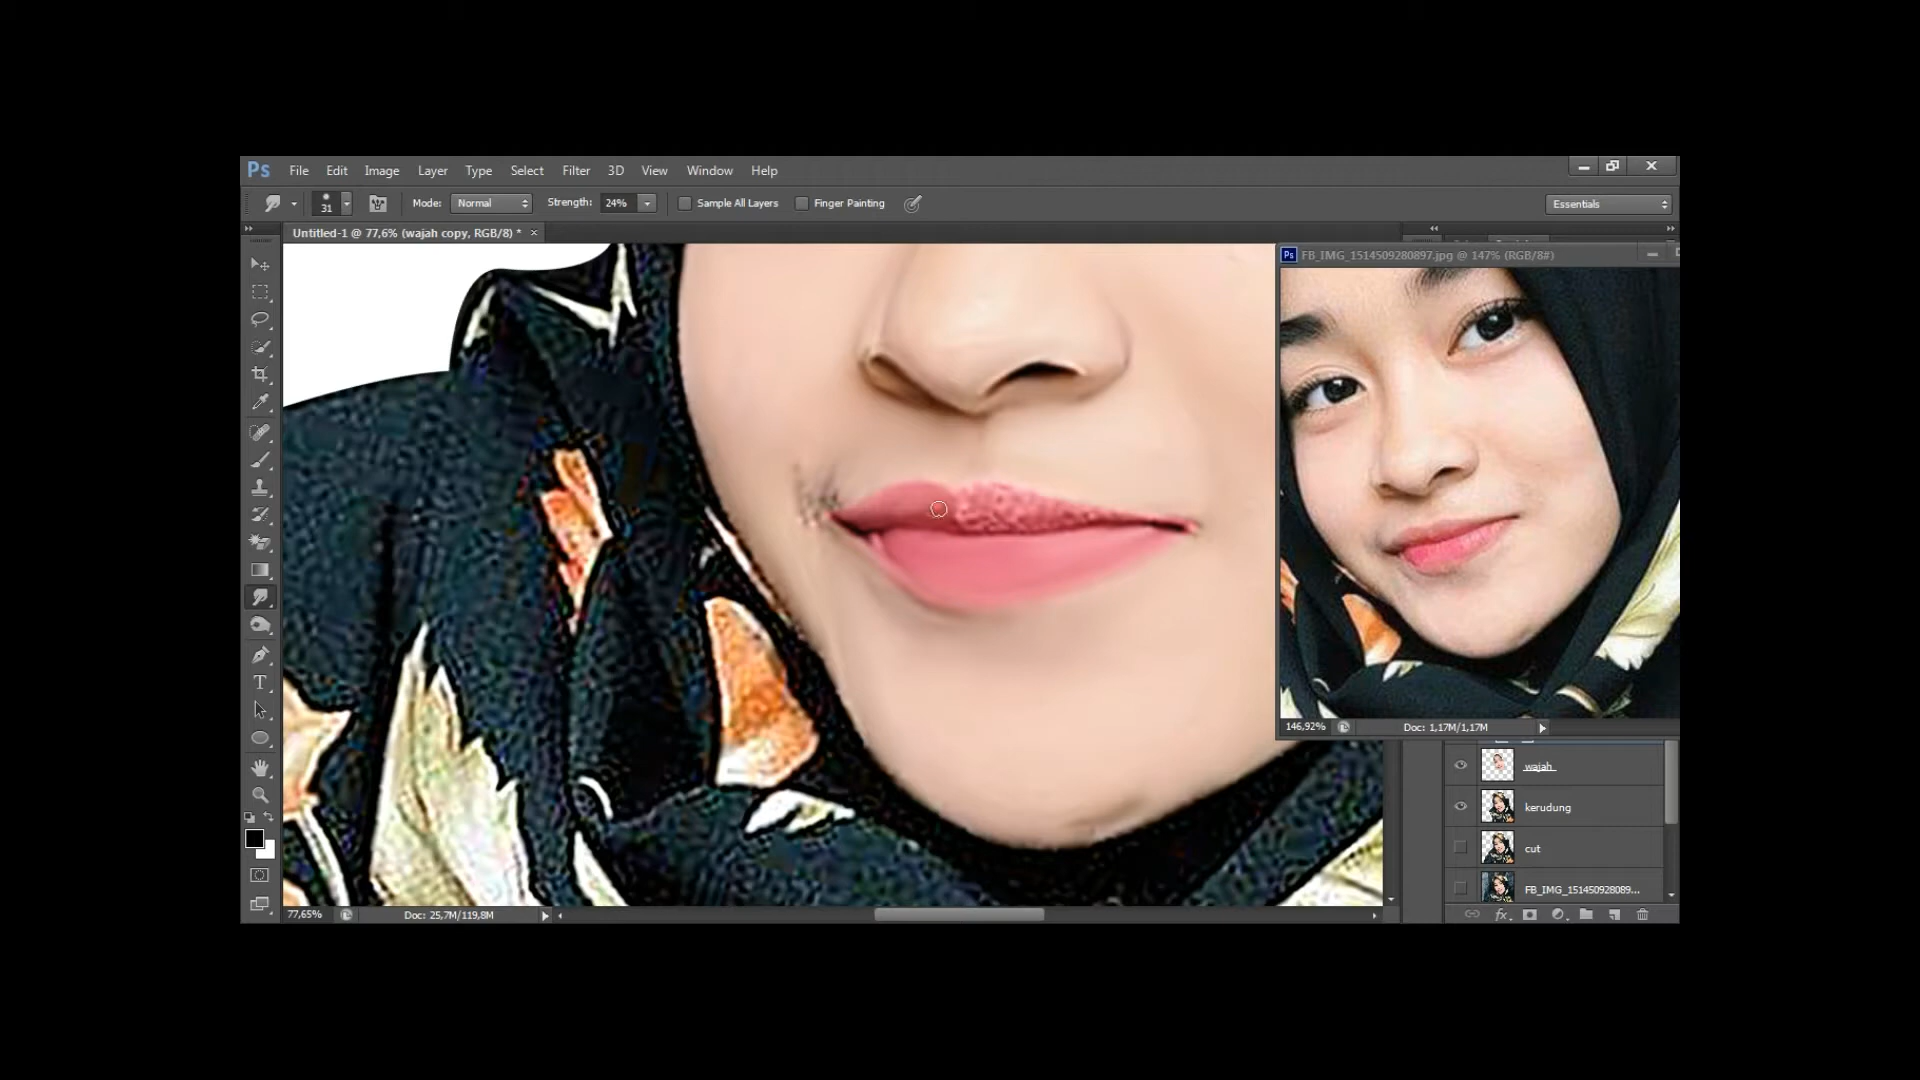 Ps File Edit Image Layer Type Select Filter 3D View Window Help
31 Mode: Normal Strength: 24% Sample All Layers Finger Painting Essentials
Untitled-1 @ 77,6% (wajah copy, RGB/8) *
Ps FB_IMG_1514509280897.jpg @ 147% (RGB/8#)
T
146,92% Doc: 1,17M/1,17M
wajah
kerudung
cut
FB_IMG_151450928089...
77,65% Doc: 25,7M/119,8M
fx